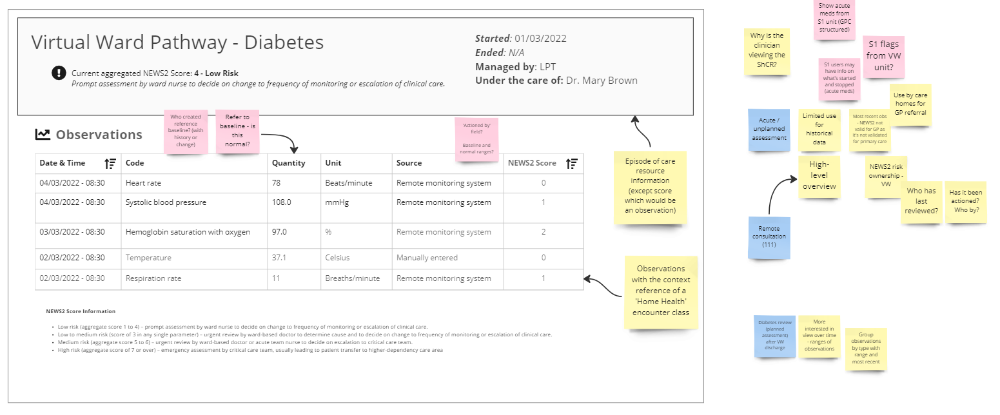 Virtual Ward Pathway - Diabetes
Current aggregated NEWS2 Score: 4 - Low Risk
Prompt assessment by ward nurse to decide on change to frequency of monitoring or escalation of clinical care.
Started: 01/03/2022
Ended: N/A
Managed by: LPT
Under the care of: Dr. Mary Brown
Observations
Who created
reference
baseline? (with
history or
change)
Refer to
baseline - is
this
normal?
'Actioned by'
field?
Baseline and
normal ranges?
Date & Time Code Quantity Unit Source NEWS2 Score
04/03/2022 - 08:30 Heart rate 78 Beats/minute Remote monitoring system 0
04/03/2022 - 08:30 Systolic blood pressure 108.0 mmHg Remote monitoring system 1
03/03/2022 - 08:30 Hemoglobin saturation with oxygen 97.0 % Remote monitoring system 2
02/03/2022 - 08:30 Temperature 37.1 Celsius Manually entered 0
02/03/2022 - 08:30 Respiration rate 11 Breaths/minute Remote monitoring system 1
NEWS2 Score Information
• Low risk (aggregate score 1 to 4) – prompt assessment by ward nurse to decide on change to frequency of monitoring or escalation of clinical care.
• Low to medium risk (score of 3 in any single parameter) – urgent review by ward-based doctor to determine cause and to decide on change to frequency of monitoring or escalation of clinical care.
• Medium risk (aggregate score 5 to 6) – urgent review by ward-based doctor or acute team nurse to decide on escalation to critical care team.
• High risk (aggregate score of 7 or over) – emergency assessment by critical care team, usually leading to patient transfer to higher-dependency care area
Episode of care
resource
information
(except score
which would be
an observation)
Observations
with the context
reference of a
'Home Health'
encounter class
Why is the
clinician
viewing the
ShCR?
Show acute
meds from
S1 unit (GPC
structured)
S1 flags
from VW
unit?
S1 users may
have info on
what's started
and stopped
(acute meds)
Use by care
homes for
GP referral
Acute /
unplanned
assessment
Limited use
for
historical
data
Most recent obs
- NEWS2 not
valid for GP as
it's not validated
for primary care
High-
level
overview
NEWS2 risk
ownership -
VW
Who has
last
reviewed?
Has it been
actioned?
Who by?
Remote
consultation
(111)
Diabetes review
(planned
assessment)
after VW
discharge
More
interested in
view over time
- ranges of
observations
Group
observations
by type with
range and
most recent